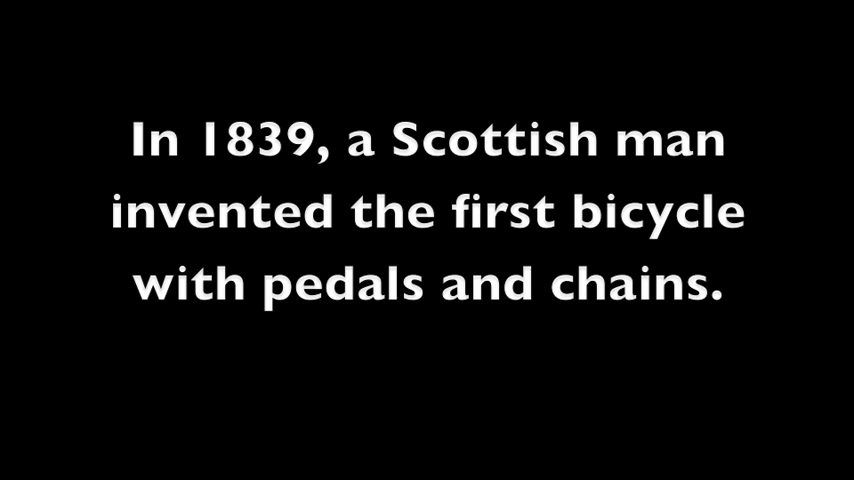 In 1839, a Scottish man
invented the first bicycle
with pedals and chains.